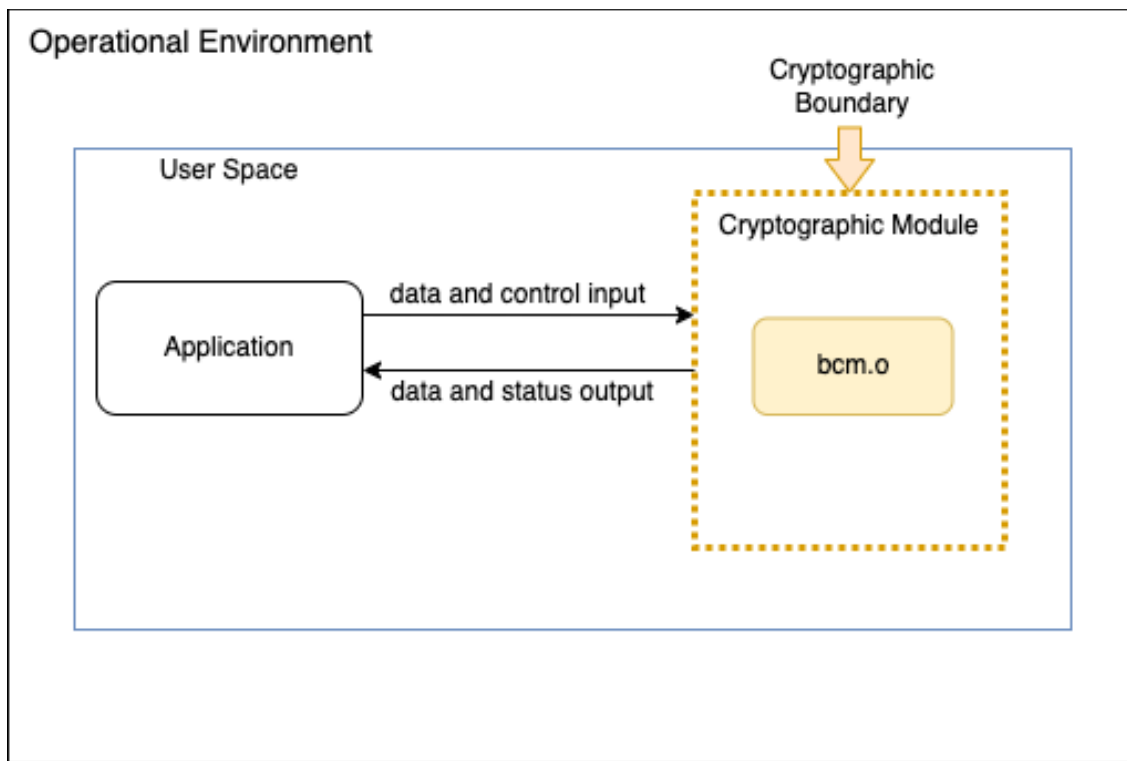 Operational Environment
Cryptographic
Boundary
User Space
Cryptographic Module
data and control input
Application
bcm.o
data and status output